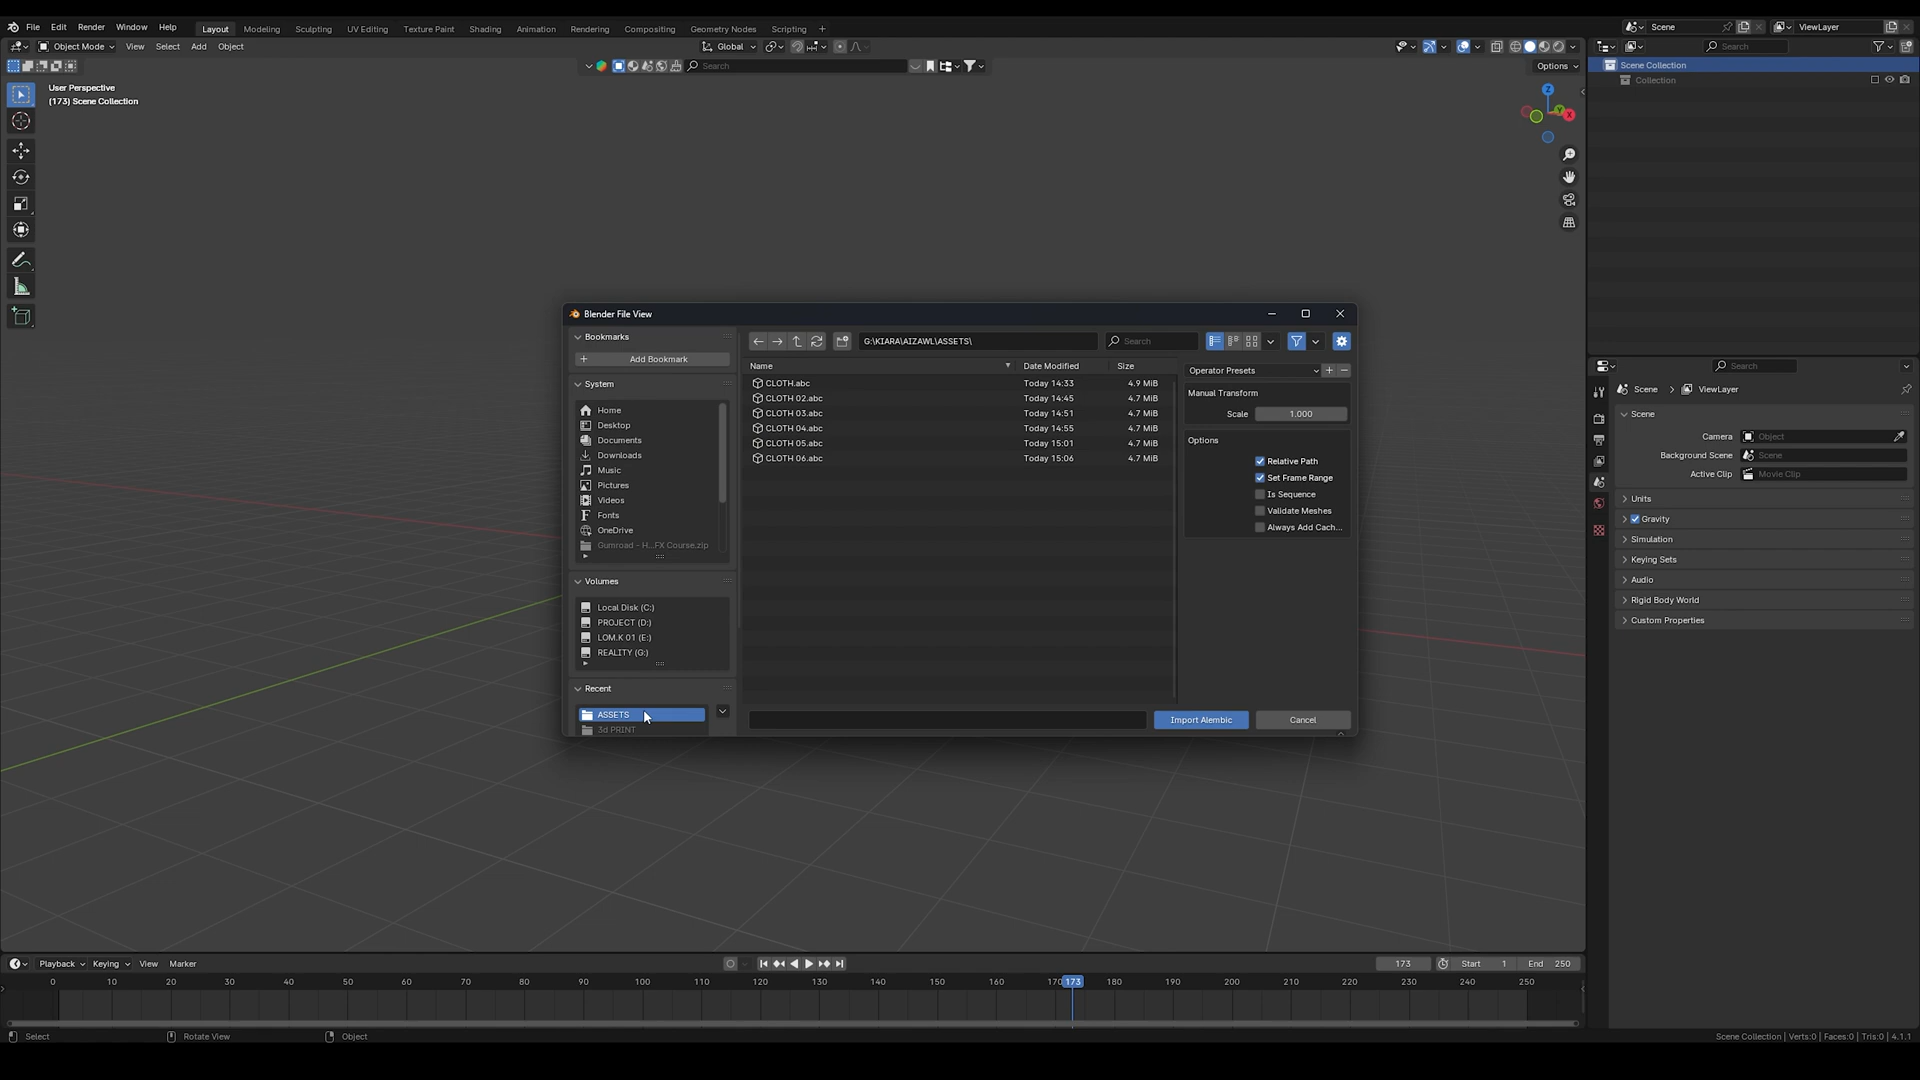 File Edit Render Window Help Layout Modeling Sculpting UV Editing Texture Paint Shading Animation Rendering Compositing Geometry Nodes Scripting + Scene ViewLayer
Object Mode View Select Add Object Global Search
Search Options
User Perspective
(173) Scene Collection
Z
Y
X
Scene Collection
Collection
Blender File View
Bookmarks
Add Bookmark
System
Home
Desktop
Documents
Downloads
Music
Pictures
Videos
Fonts
OneDrive
Gumroad - H...FX Course.zip
Volumes
Local Disk (C:)
PROJECT (D:)
LOM.K 01 (E:)
REALITY (G:)
Recent
ASSETS
3d PRINT
G:\KIARA\AIZAWL\ASSETS\ Search
Name Date Modified Size
CLOTH.abc Today 14:33 4.9 MiB
CLOTH 02.abc Today 14:45 4.7 MiB
CLOTH 03.abc Today 14:51 4.7 MiB
CLOTH 04.abc Today 14:55 4.7 MiB
CLOTH 05.abc Today 15:01 4.7 MiB
CLOTH 06.abc Today 15:06 4.7 MiB
Operator Presets
Manual Transform
Scale 1.000
Options
Relative Path
Set Frame Range
Is Sequence
Validate Meshes
Always Add Cach...
Import Alembic Cancel
Search
Scene ViewLayer
Scene
Camera Object
Background Scene Scene
Active Clip Movie Clip
Units
Gravity
Simulation
Keying Sets
Audio
Rigid Body World
Custom Properties
Playback Keying View Marker 173 Start 1 End 250
0 10 20 30 40 50 60 70 80 90 100 110 120 130 140 150 160 170 173 180 190 200 210 220 230 240 250
Select Rotate View Object Scene Collection | Verts:0 | Faces:0 | Tris:0 | 4.1.1